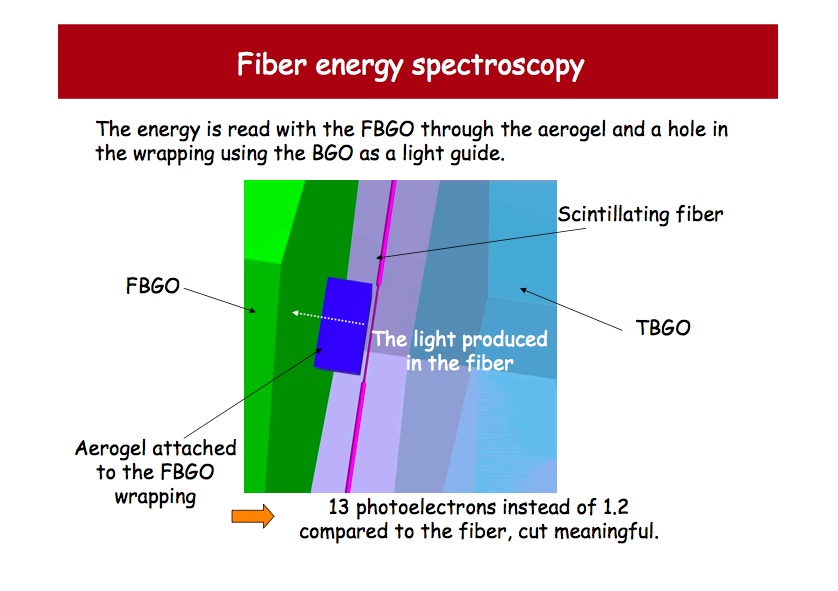 Fiber energy spectroscopy
The energy is read with the FBGO through the aerogel and a hole in
the wrapping using the BGO as a light guide.
Scintillating fiber
FBGO
TBGO
The light produced
in the fiber
Aerogel attached
to the FBGO
wrapping
13 photoelectrons instead of 1.2
compared to the fiber, cut meaningful.